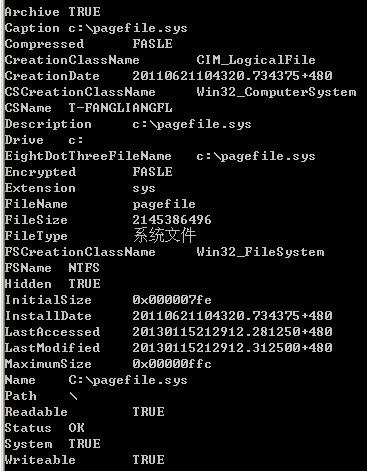 Archive TRUE
Caption c:\pagefile.sys
Compressed FASLE
CreationClassName CIM_LogicalFile
CreationDate 20110621104320.734375+480
CSCreationClassName Win32_ComputerSystem
CSName T-FANGLIANGFL
Description c:\pagefile.sys
Drive c:
EightDotThreeFileName c:\pagefile.sys
Encrypted FASLE
Extension sys
FileName pagefile
FileSize 2145386496
FileType 系统文件
FSCreationClassName Win32_FileSystem
FSName NTFS
Hidden TRUE
InitialSize 0x000007fe
InstallDate 20110621104320.734375+480
LastAccessed 20130115212912.281250+480
LastModified 20130115212912.312500+480
MaximumSize 0x00000ffc
Name C:\pagefile.sys
Path \
Readable TRUE
Status OK
System TRUE
Writeable TRUE